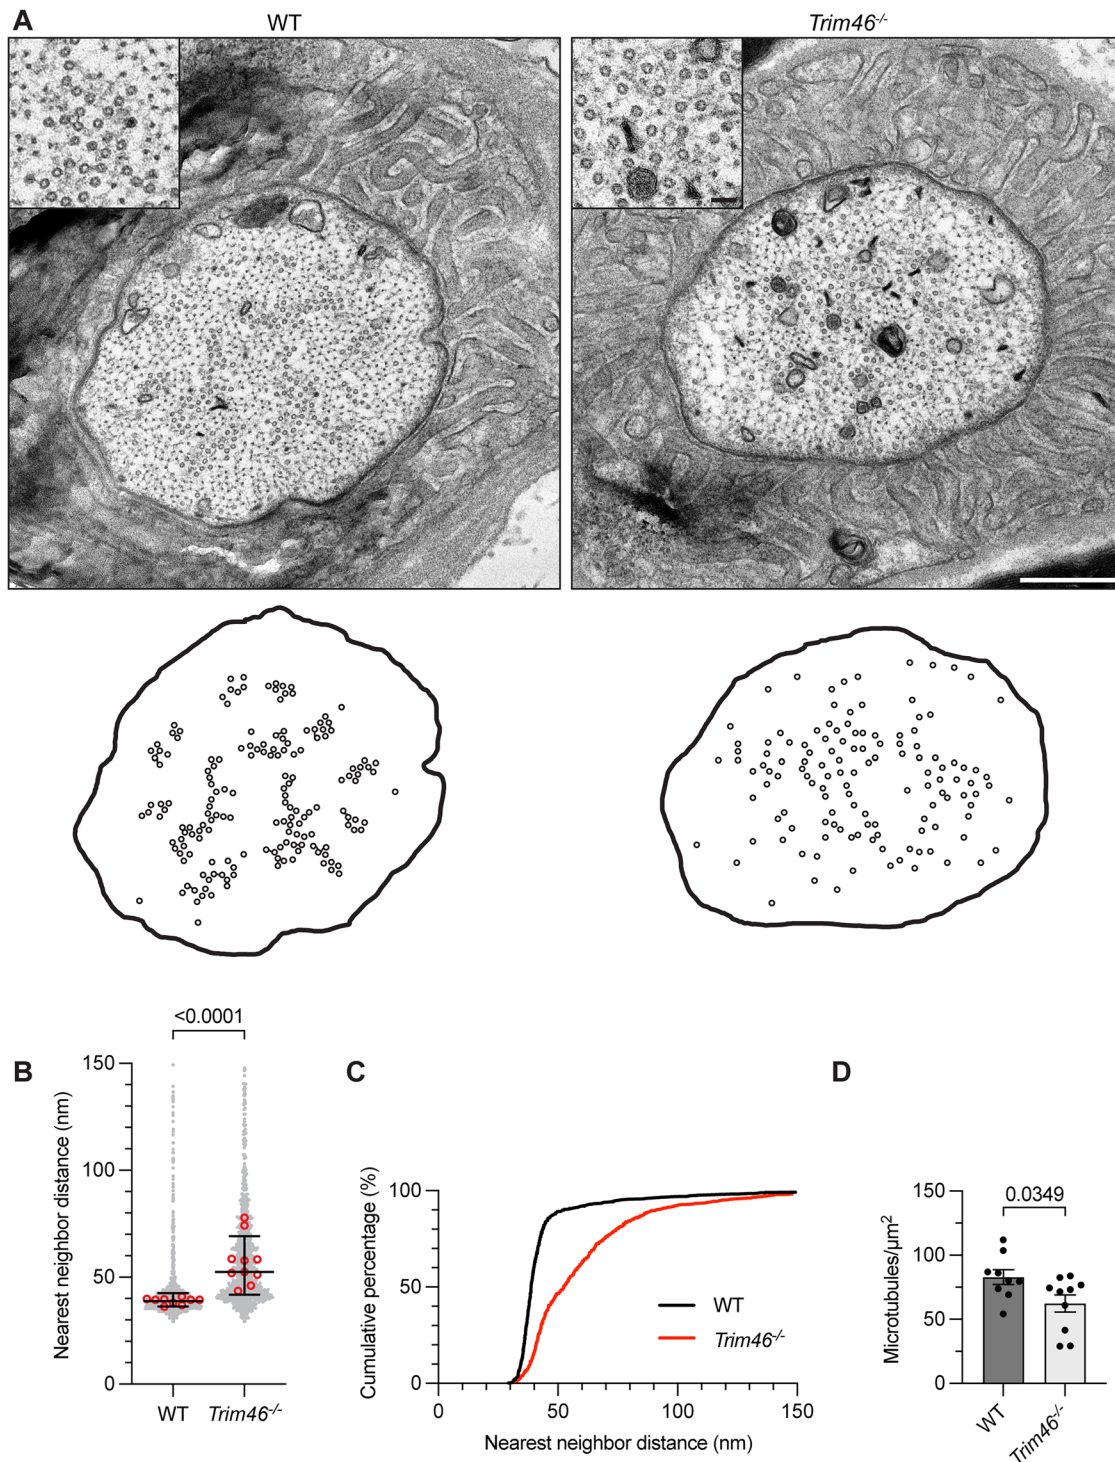 A
WT
Trim46-/-
B
<0.0001
Nearest neighbor distance (nm)
150
100
50
0
WT
Trim46-/-
C
Cumulative percentage (%)
100
50
0
WT
Trim46-/-
0
50
100
150
Nearest neighbor distance (nm)
D
0.0349
Microtubules/μm²
150
100
50
0
WT
Trim46-/-